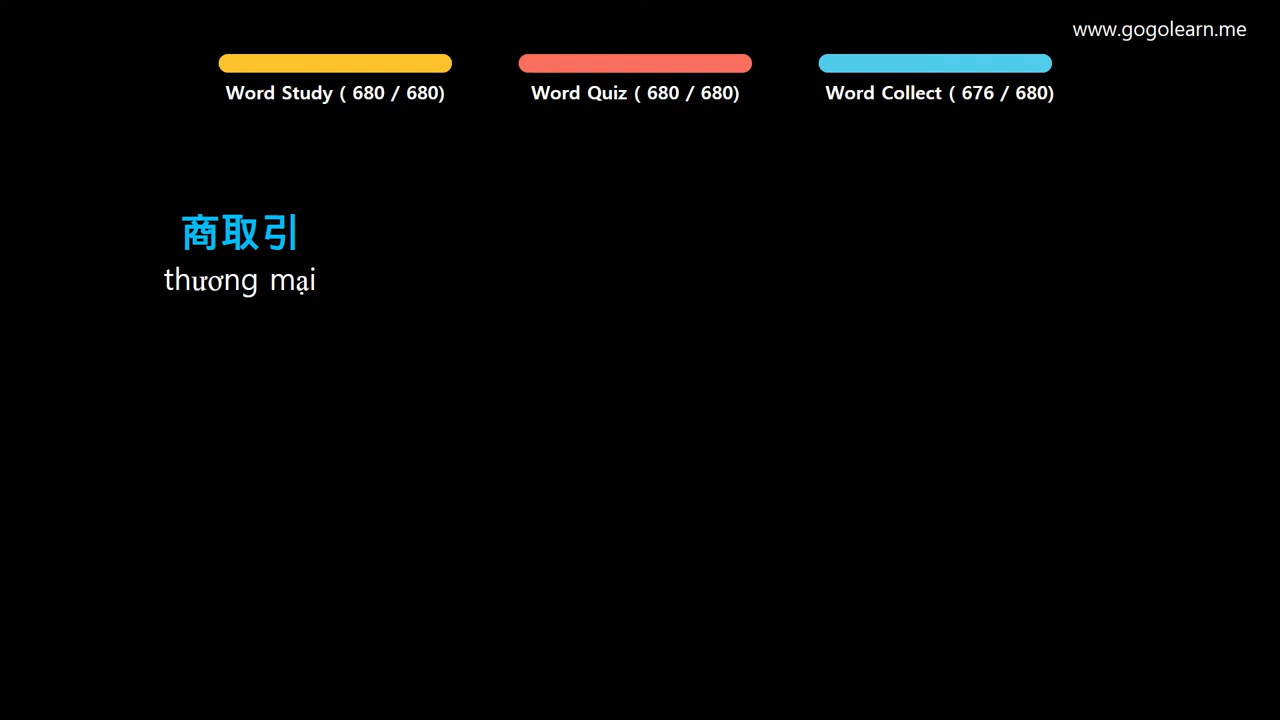 www.gogolearn.me
Word Study ( 680 / 680)
Word Quiz ( 680 / 680)
Word Collect ( 676 / 680)
商取引
thương mại